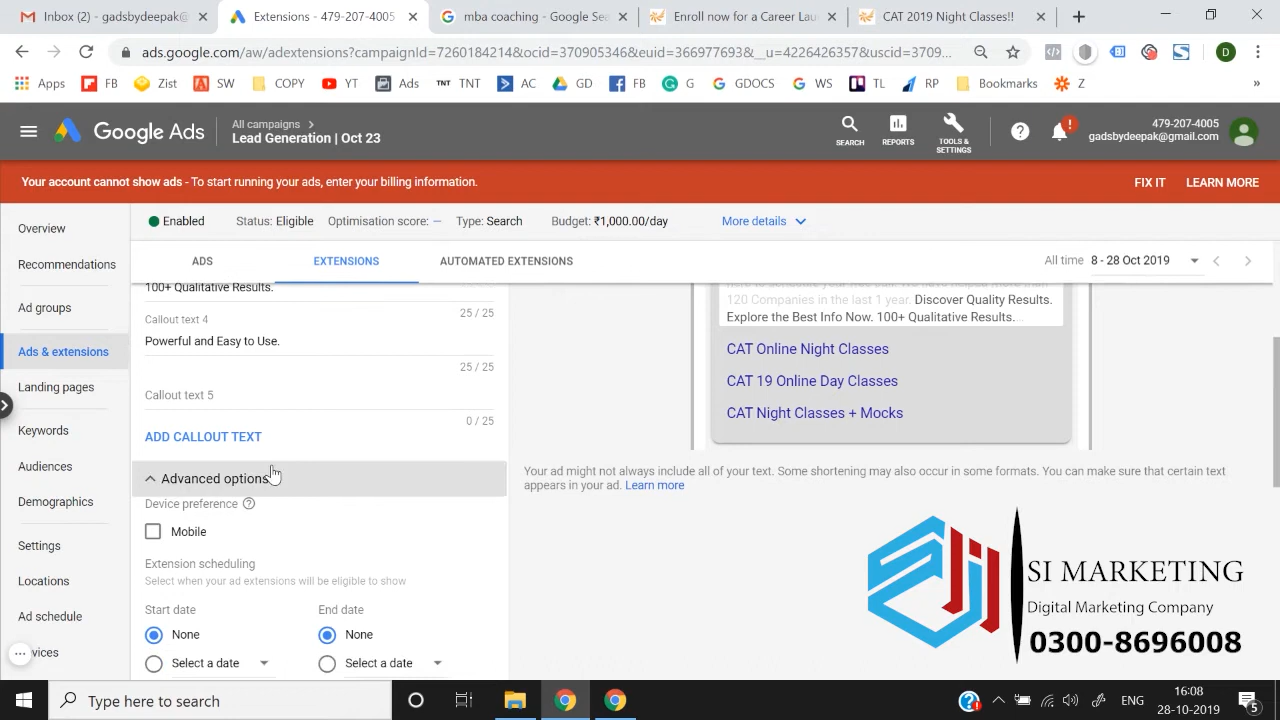 Inbox (2) - gadsbydeepak@
Extensions - 479-207-4005
mba coaching - Google Sea
Enroll now for a Career Lau
CAT 2019 Night Classes!!
ads.google.com/aw/adextensions?campaignId=7260184214&ocid=370905346&euid=366977693&__u=4226426357&uscid=3709...
D
Apps
FB
Zist
SW
COPY
YT
Ads
TNT TNT
AC
GD
FB
G
GDOCS
WS
TL
RP
Bookmarks
Z
»
Google Ads
All campaigns
Lead Generation | Oct 23
SEARCH
REPORTS
TOOLS & SETTINGS
479-207-4005
gadsbydeepak@gmail.com
Your account cannot show ads - To start running your ads, enter your billing information.
FIX IT
LEARN MORE
Enabled
Status: Eligible
Optimisation score: —
Type: Search
Budget: ₹1,000.00/day
More details
Overview
Recommendations
Ad groups
Ads & extensions
Landing pages
Keywords
Audiences
Demographics
Settings
Locations
Ad schedule
vices
ADS
EXTENSIONS
AUTOMATED EXTENSIONS
All time
8 - 28 Oct 2019
100+ Qualitative Results.
25 / 25
Callout text 4
Powerful and Easy to Use.
25 / 25
Callout text 5
0 / 25
ADD CALLOUT TEXT
Advanced options
Device preference
Mobile
Extension scheduling
Select when your ad extensions will be eligible to show
Start date
End date
None
None
Select a date
Select a date
120 Companies in the last 1 year. Discover Quality Results.
Explore the Best Info Now. 100+ Qualitative Results.
CAT Online Night Classes
CAT 19 Online Day Classes
CAT Night Classes + Mocks
Your ad might not always include all of your text. Some shortening may also occur in some formats. You can make sure that certain text
appears in your ad. Learn more
SI MARKETING
Digital Marketing Company
0300-8696008
Type here to search
ENG
16:08
28-10-2019
5